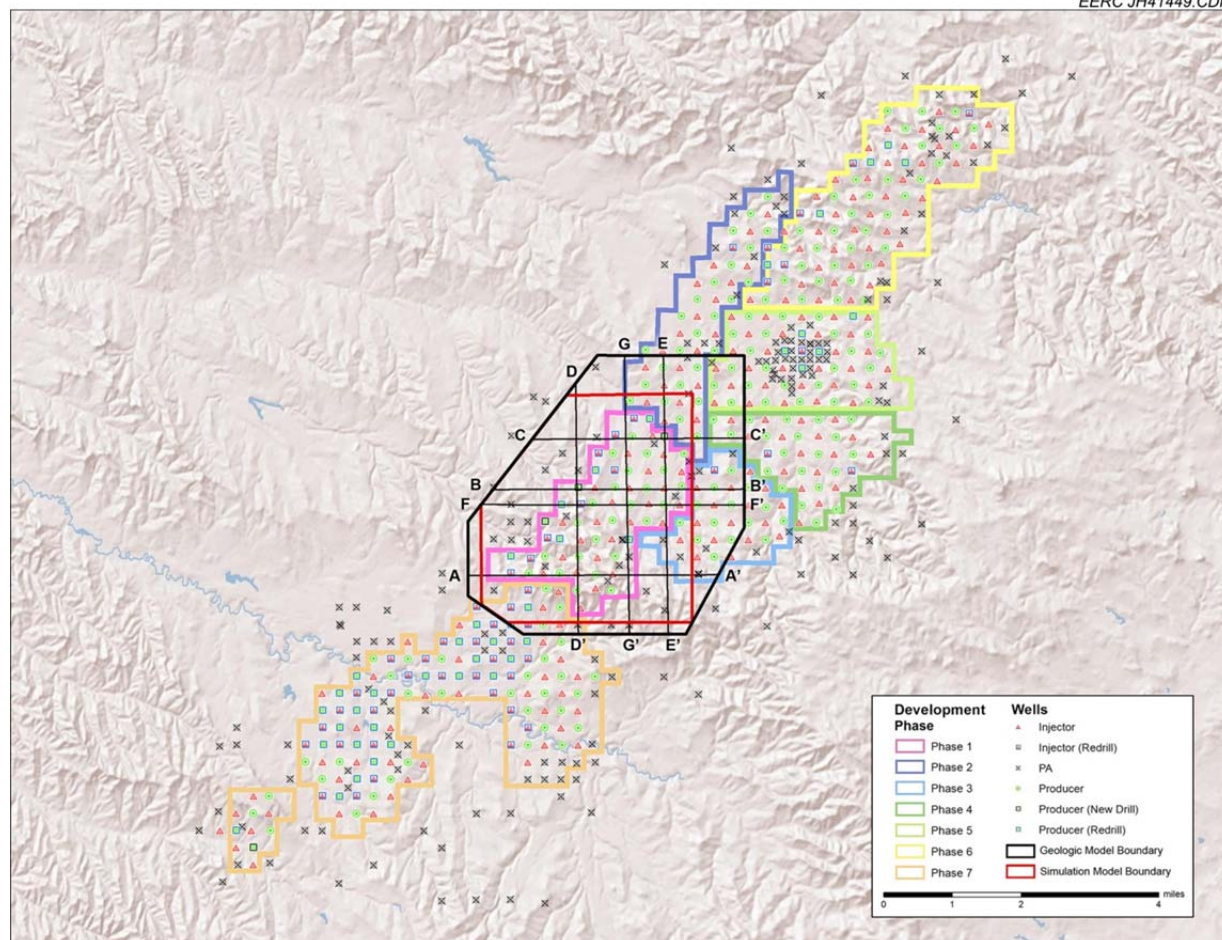 EERC JH41449.CDR
G E
D
C C'
B B'
F F'
A A'
D' G' E'
Development Phase
Phase 1
Phase 2
Phase 3
Phase 4
Phase 5
Phase 6
Phase 7
Wells
Injector
Injector (Redrill)
PA
Producer
Producer (New Drill)
Producer (Redrill)
Geologic Model Boundary
Simulation Model Boundary
miles
0 1 2 4